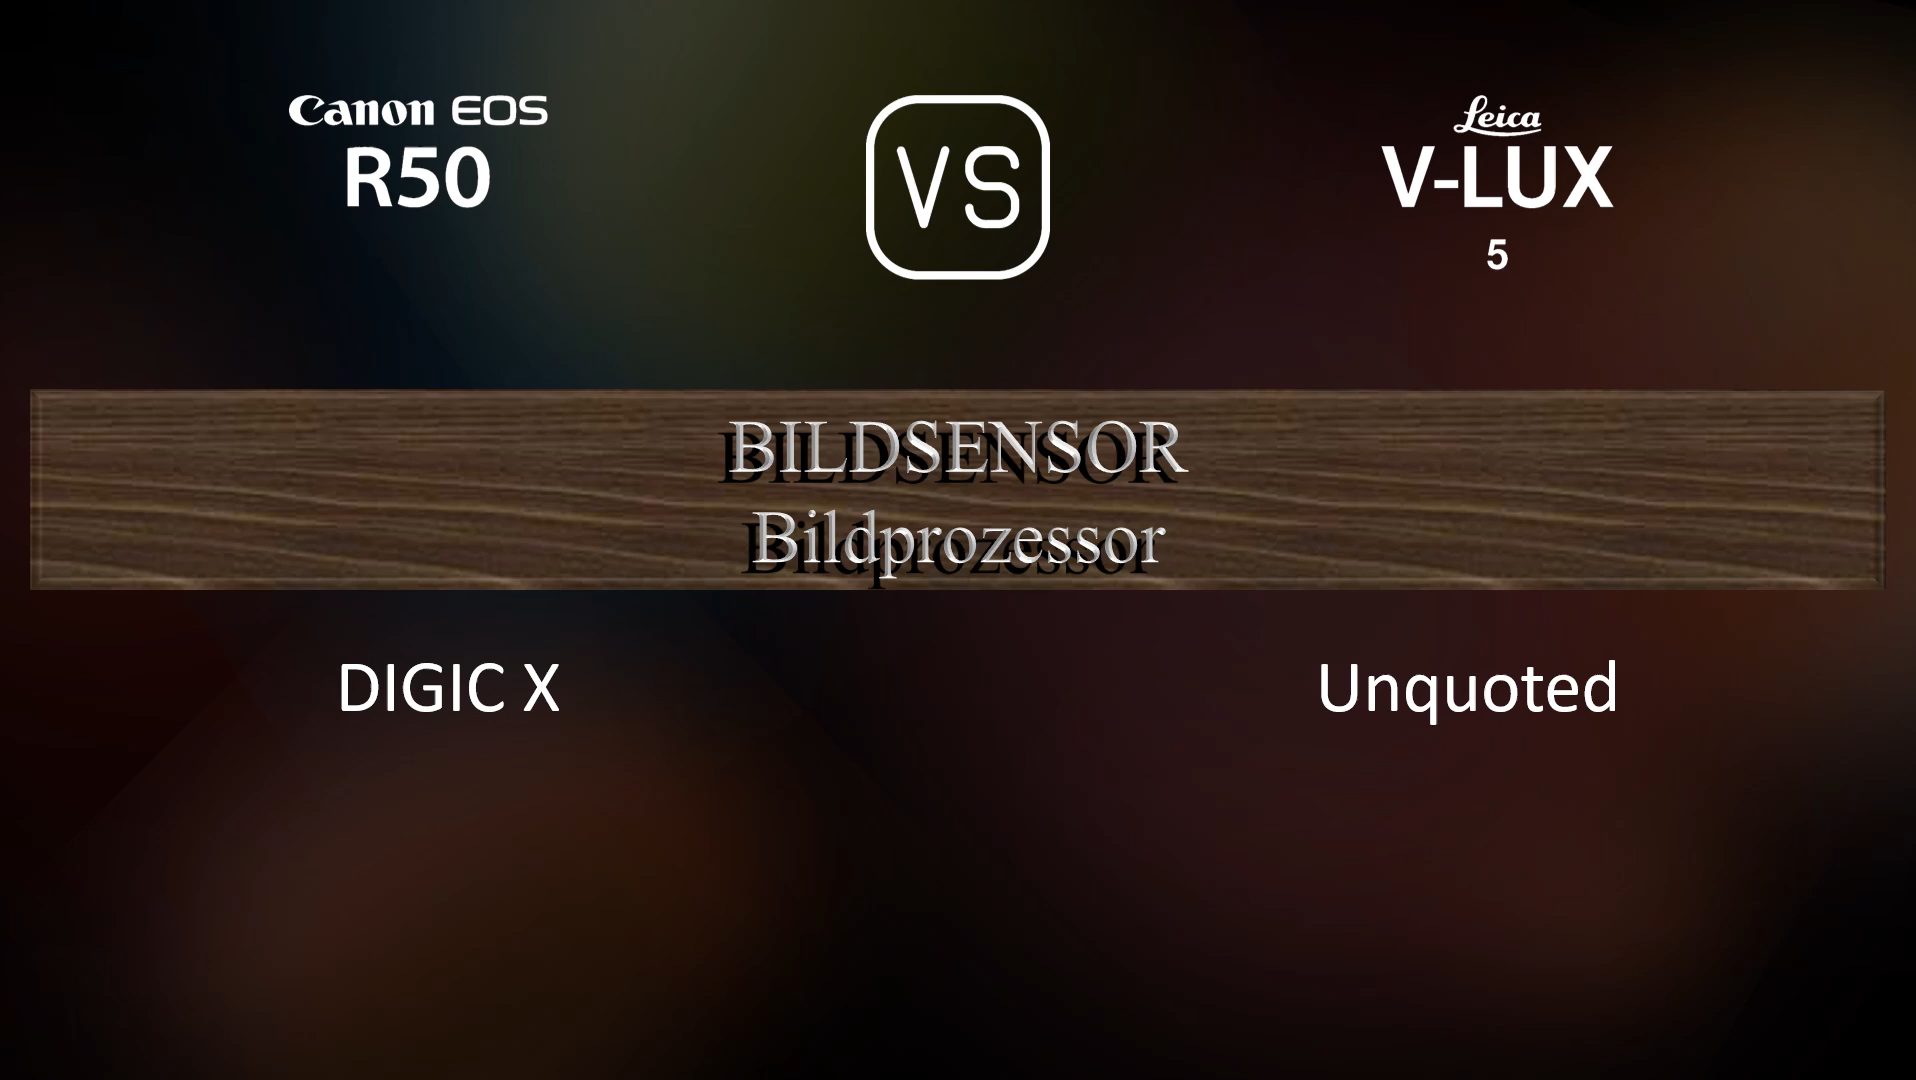 Canon EOS
R50
VS
Leica
V-LUX
5
BILDSENSOR
Bildprozessor
DIGIC X
Unquoted